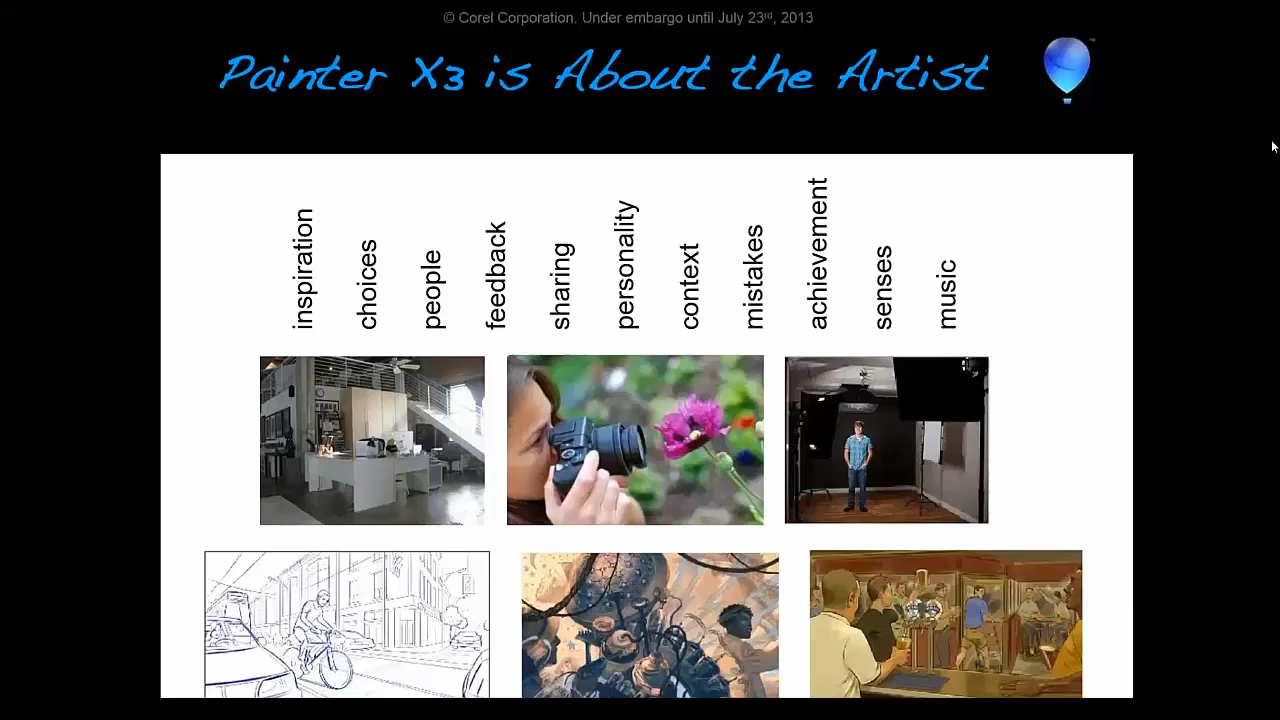 © Corel Corporation. Under embargo until July 23rd, 2013
Painter X3 is About the Artist
inspiration
choices
people
feedback
sharing
personality
context
mistakes
achievement
senses
music